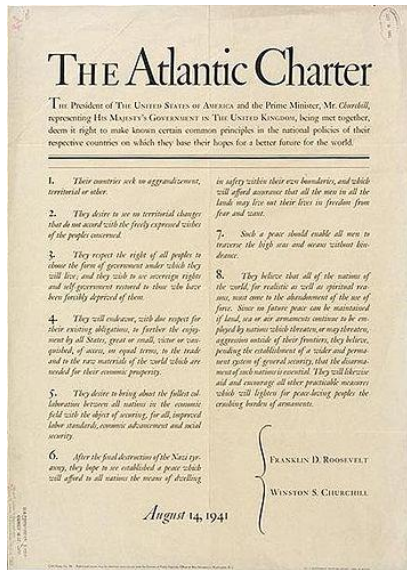 THE Atlantic Charter
THE President of THE UNITED STATES OF AMERICA and the Prime Minister, Mr. Churchill,
representing HIS MAJESTY'S GOVERNMENT IN THE UNITED KINGDOM, being met together,
deem it right to make known certain common principles in the national policies of their
respective countries on which they base their hopes for a better future for the world.
1. Their countries seek no aggrandizement,
territorial or other.
2. They desire to see no territorial changes
that do not accord with the freely expressed wishes
of the peoples concerned.
3. They respect the right of all peoples to
choose the form of government under which they
will live; and they wish to see sovereign rights
and self government restored to those who have
been forcibly deprived of them.
4. They will endeavor, with due respect for
their existing obligations, to further the enjoy-
ment by all States, great or small, victor or van-
quished, of access, on equal terms, to the trade
and to the raw materials of the world which are
needed for their economic prosperity.
5. They desire to bring about the fullest col-
laboration between all nations in the economic
field with the object of securing, for all, improved
labor standards, economic advancement and social
security.
6. After the final destruction of the Nazi tyr-
anny, they hope to see established a peace which
will afford to all nations the means of dwelling
in safety within their own boundaries, and which
will afford assurance that all the men in all the
lands may live out their lives in freedom from
fear and want.
7. Such a peace should enable all men to
traverse the high seas and oceans without hin-
drance.
8. They believe that all of the nations of
the world, for realistic as well as spiritual rea-
sons, must come to the abandonment of the use of
force. Since no future peace can be maintained
if land, sea or air armaments continue to be em-
ployed by nations which threaten, or may threaten,
aggression outside of their frontiers, they believe,
pending the establishment of a wider and perma-
nent system of general security, that the disarma-
ment of such nations is essential. They will likewise
aid and encourage all other practicable measures
which will lighten for peace-loving peoples the
crushing burden of armaments.
FRANKLIN D. ROOSEVELT
WINSTON S. CHURCHILL
August 14, 1941